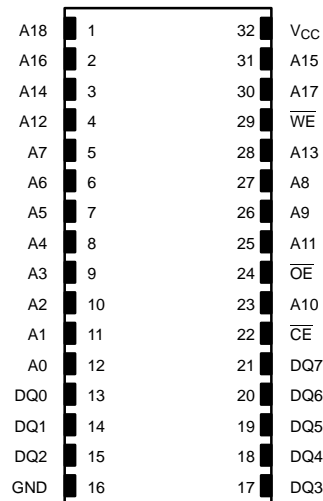 A18 1 32 VCC
A16 2 31 A15
A14 3 30 A17
A12 4 29 W̅E̅
A7 5 28 A13
A6 6 27 A8
A5 7 26 A9
A4 8 25 A11
A3 9 24 O̅E̅
A2 10 23 A10
A1 11 22 C̅E̅
A0 12 21 DQ7
DQ0 13 20 DQ6
DQ1 14 19 DQ5
DQ2 15 18 DQ4
GND 16 17 DQ3